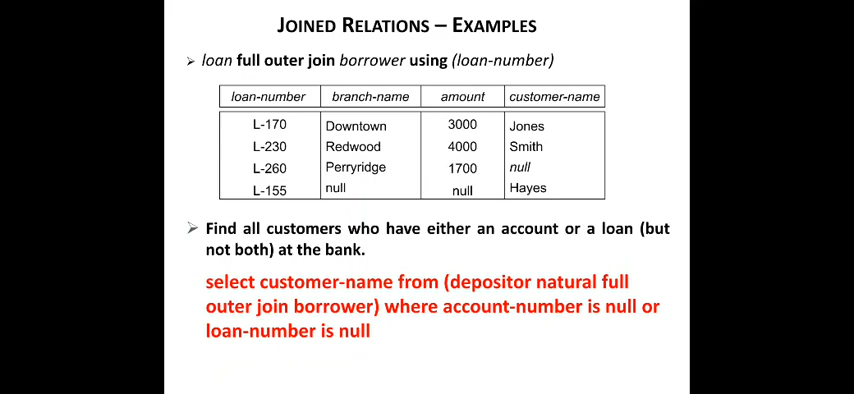 JOINED RELATIONS – EXAMPLES
➢ loan full outer join borrower using (loan-number)
loan-number branch-name amount customer-name
L-170 Downtown 3000 Jones
L-230 Redwood 4000 Smith
L-260 Perryridge 1700 null
L-155 null null Hayes
➢ Find all customers who have either an account or a loan (but
not both) at the bank.
select customer-name from (depositor natural full
outer join borrower) where account-number is null or
loan-number is null